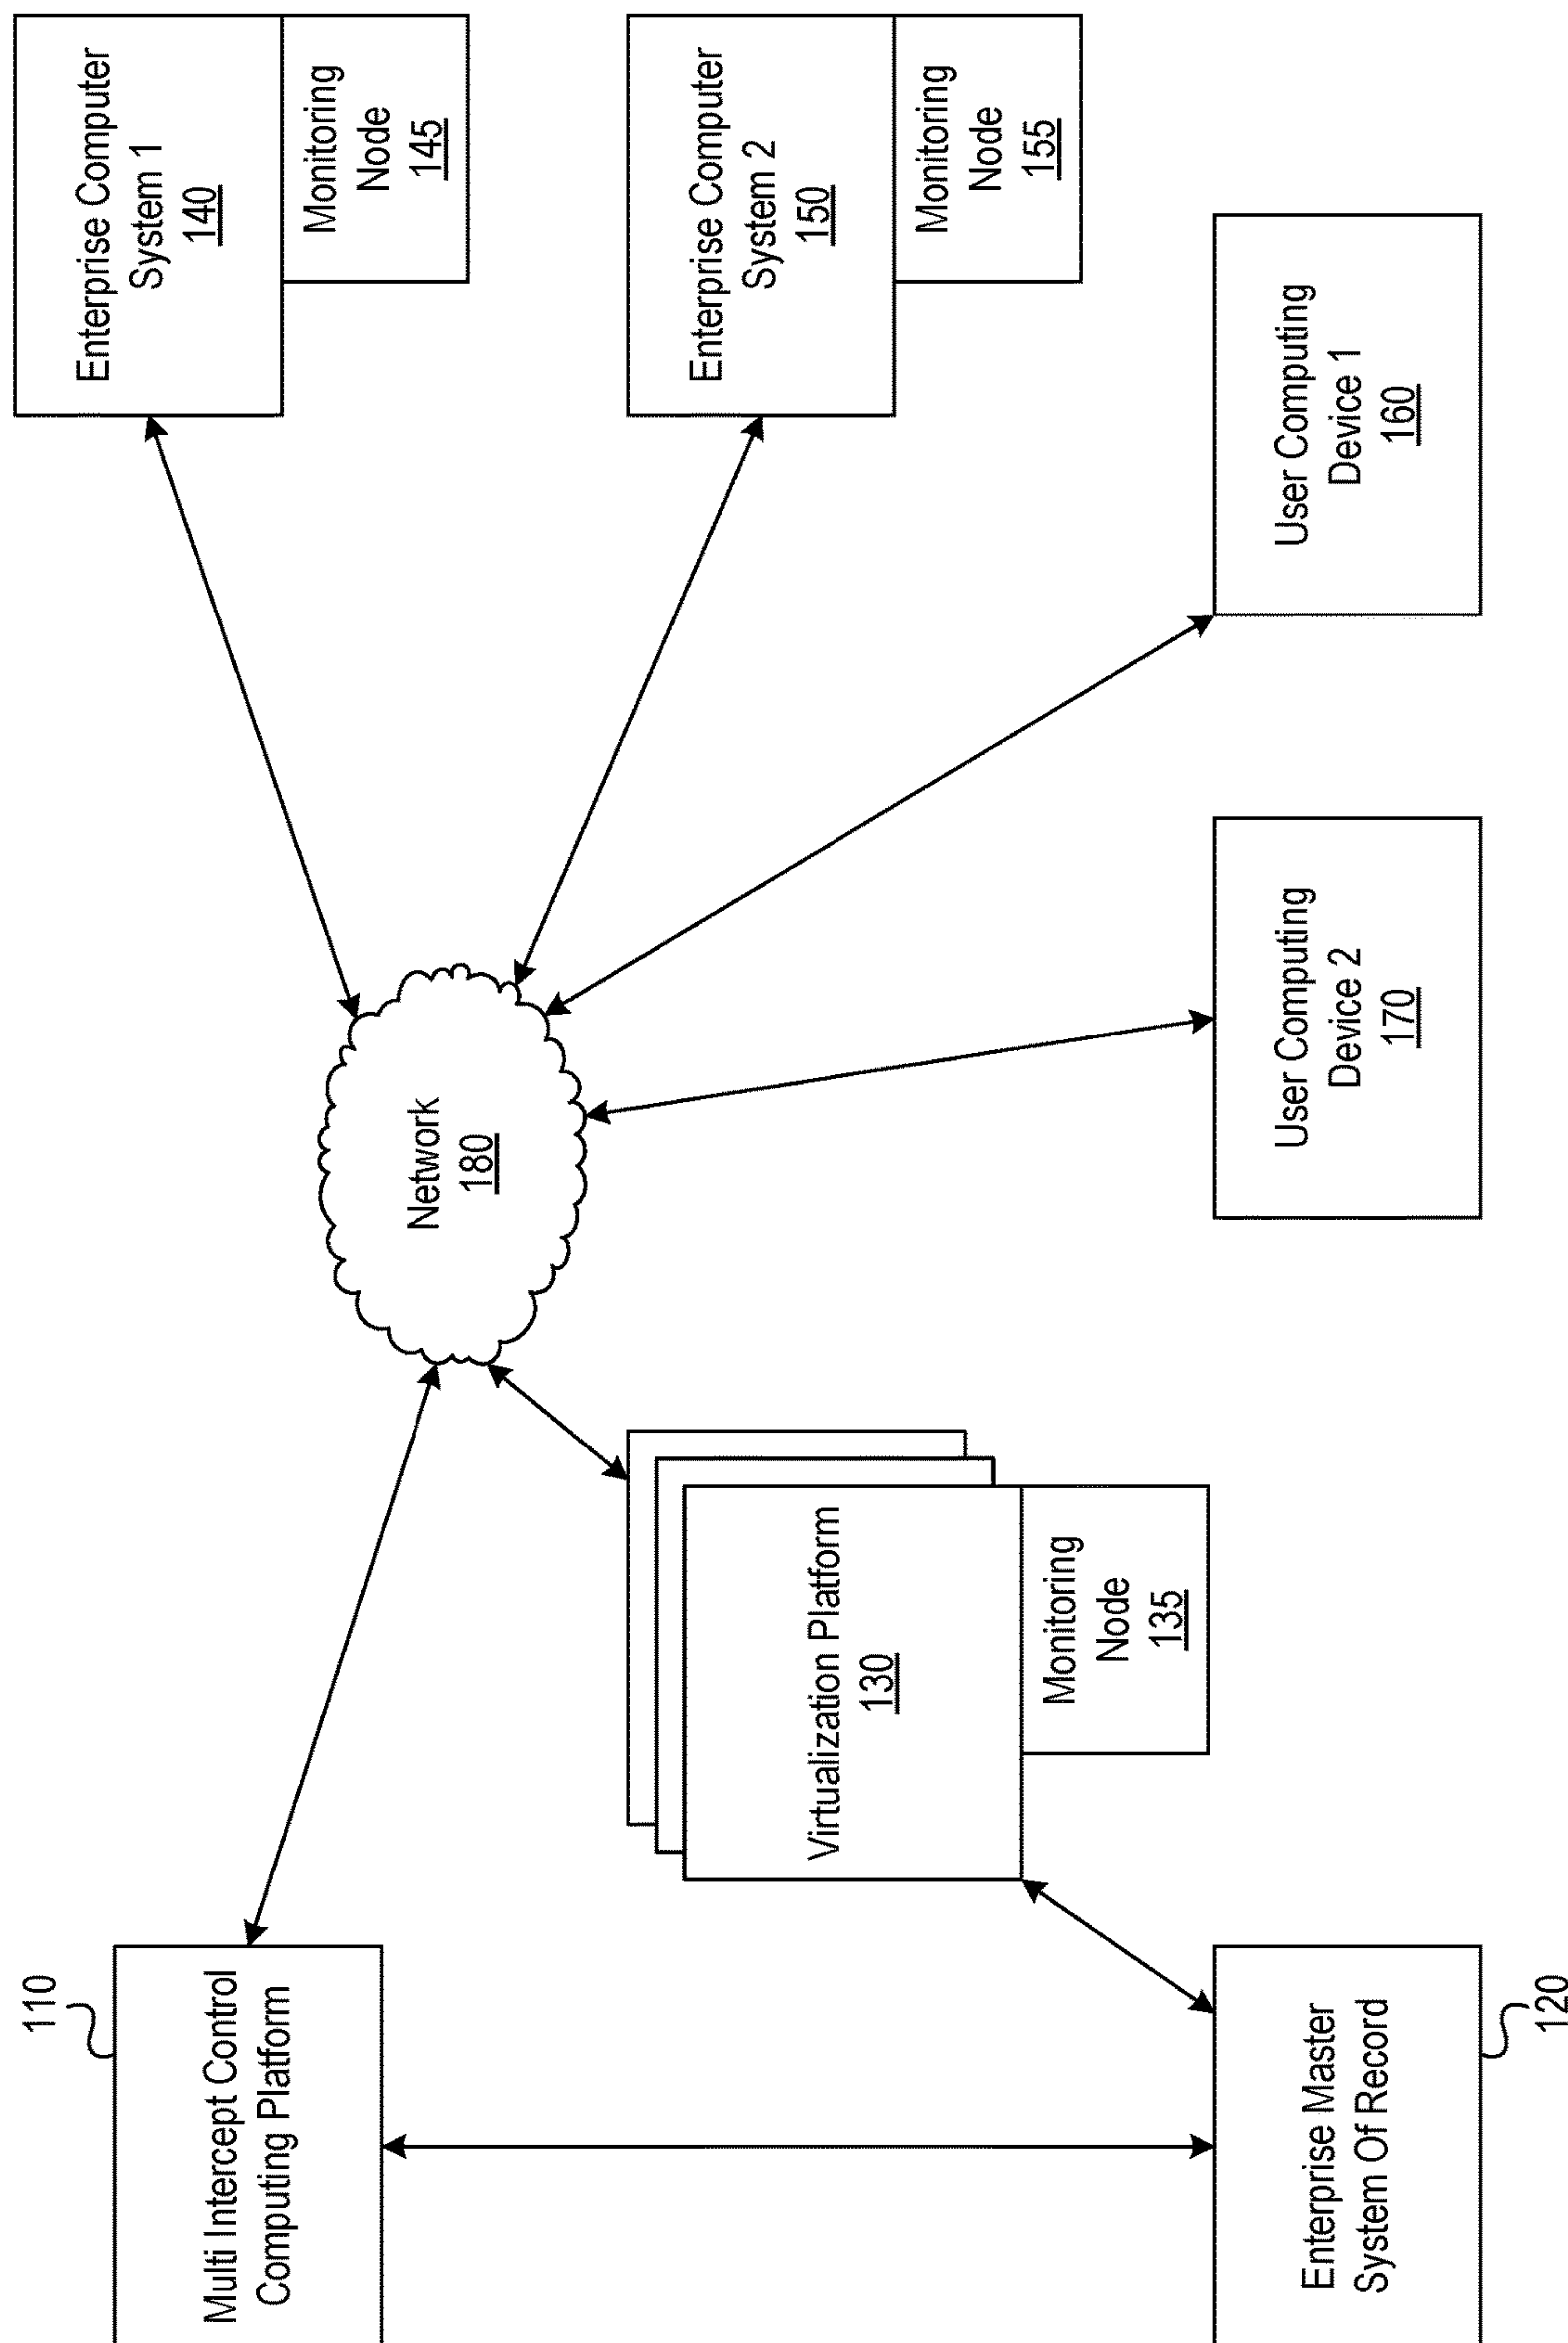 110
Multi Intercept Control
Computing Platform
Enterprise Master
System Of Record
120
Virtualization Platform
130
Monitoring
Node
135
Network
180
Enterprise Computer
System 1
140
Monitoring
Node
145
Enterprise Computer
System 2
150
Monitoring
Node
155
User Computing
Device 2
170
User Computing
Device 1
160